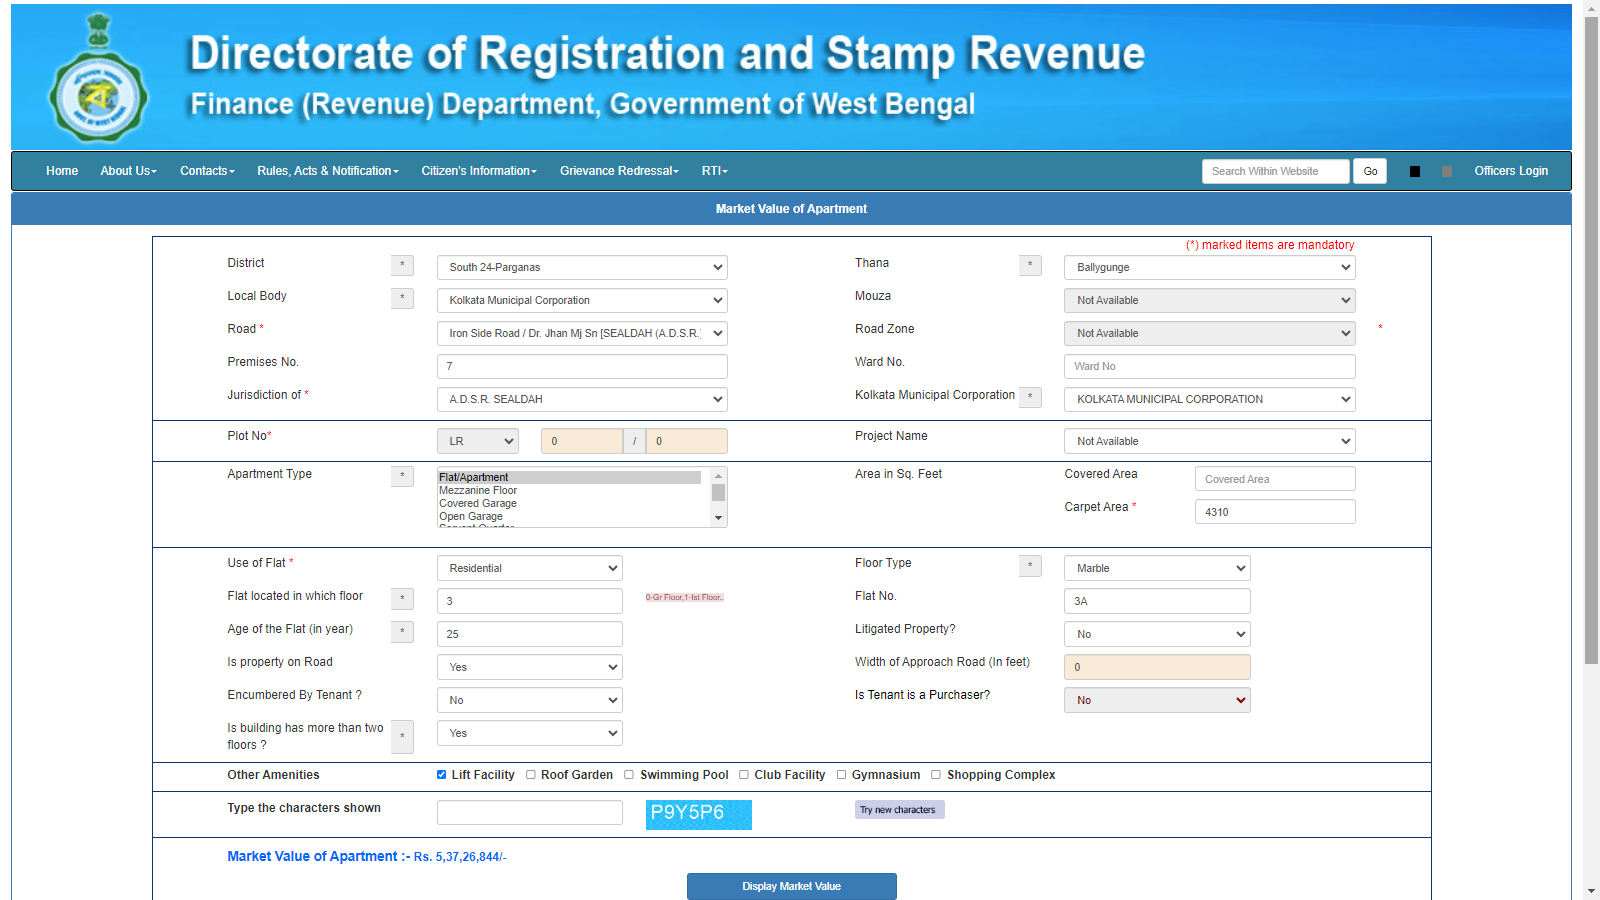 Directorate of Registration and Stamp Revenue
Finance (Revenue) Department, Government of West Bengal
Home About Us Contacts Rules, Acts & Notification Citizen's Information Grievance Redressal RTI Search Within Website Go Officers Login
Market Value of Apartment
(*) marked items are mandatory
District * South 24-Parganas Thana * Ballygunge
Local Body * Kolkata Municipal Corporation Mouza Not Available
Road * Iron Side Road / Dr. Jhan Mj Sn [SEALDAH (A.D.S.R.) Road Zone Not Available *
Premises No. 7 Ward No. Ward No
Jurisdiction of * A.D.S.R. SEALDAH Kolkata Municipal Corporation * KOLKATA MUNICIPAL CORPORATION
Plot No* LR 0 / 0 Project Name Not Available
Apartment Type * Flat/Apartment Area in Sq. Feet Covered Area Covered Area
Mezzanine Floor
Covered Garage
Carpet Area * 4310
Open Garage
Servant Quarter
Use of Flat * Residential Floor Type * Marble
Flat located in which floor * 3 0-Gr Floor,1-Ist Floor.. Flat No. 3A
Age of the Flat (in year) * 25 Litigated Property? No
Is property on Road Yes Width of Approach Road (In feet) 0
Encumbered By Tenant ? No Is Tenant is a Purchaser? No
Is building has more than two floors ? * Yes
Other Amenities Lift Facility Roof Garden Swimming Pool Club Facility Gymnasium Shopping Complex
Type the characters shown P9Y5P6 Try new characters
Market Value of Apartment :- Rs. 5,37,26,844/-
Display Market Value